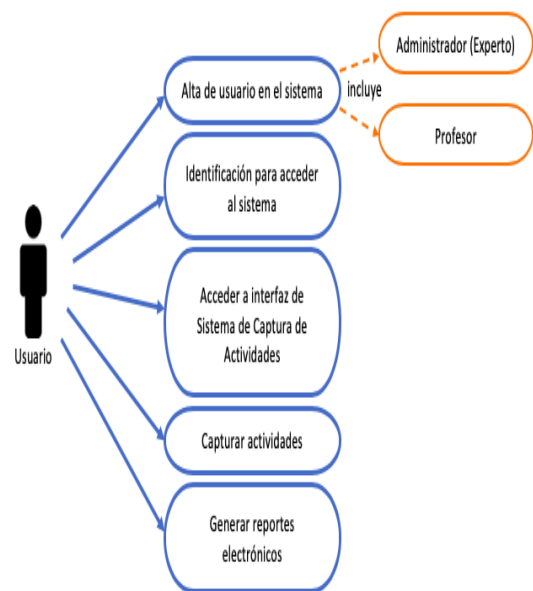 Administrador (Experto)
Alta de usuario en el sistema
incluye
Profesor
Identificación para acceder
al sistema
Acceder a interfaz de
Sistema de Captura de
Actividades
Usuario
Capturar actividades
Generar reportes
electrónicos